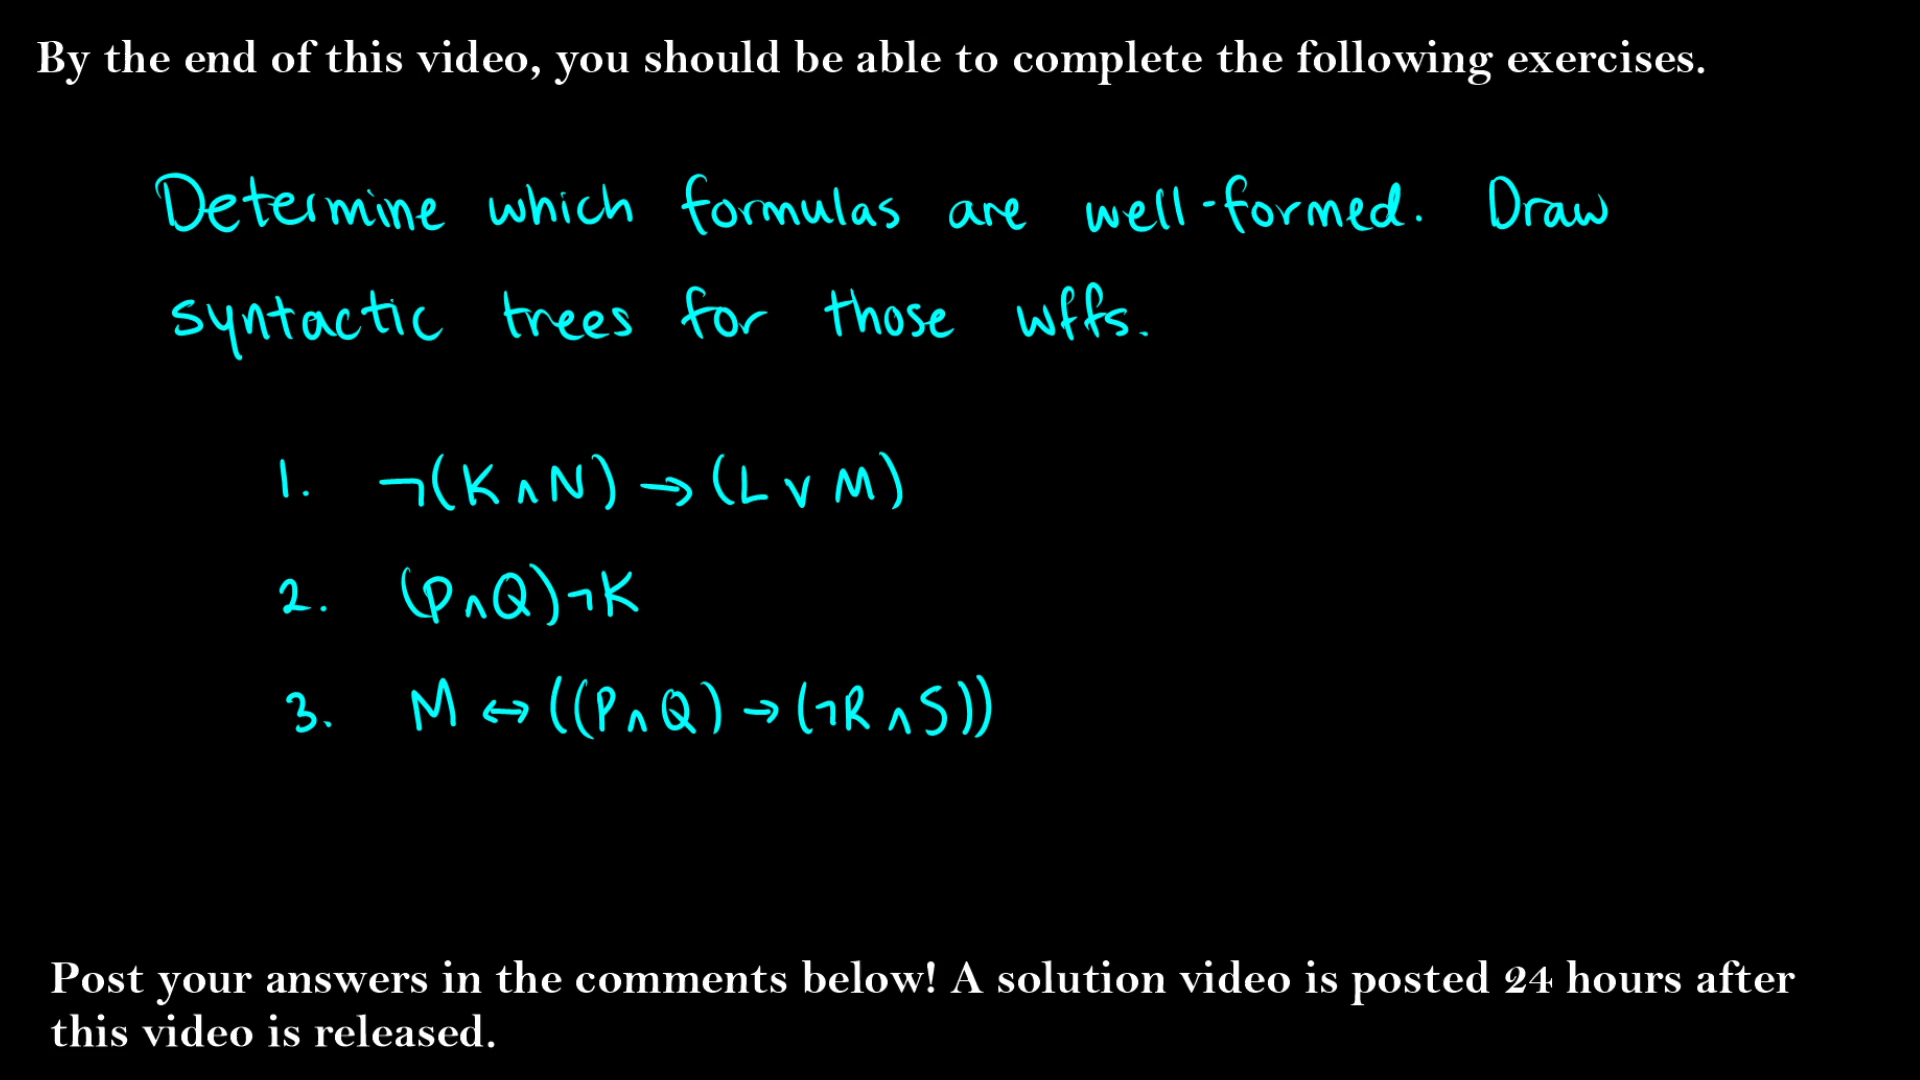 By the end of this video, you should be able to complete the following exercises.
Determine which formulas are well-formed. Draw
syntactic trees for those wffs.
1. ¬(K∧N)→(L∨M)
2. (P∧Q)¬K
3. M↔((P∧Q)→(¬R∧S))
Post your answers in the comments below! A solution video is posted 24 hours after
this video is released.